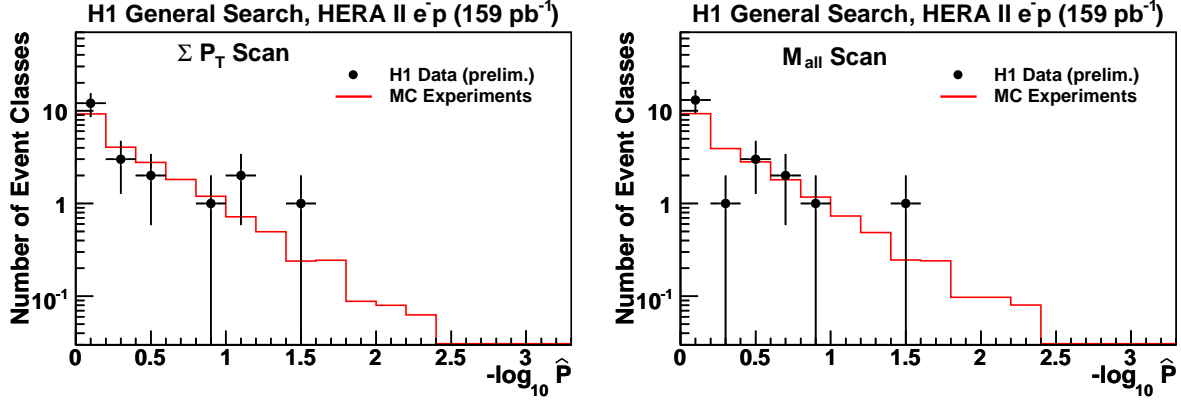 H1 General Search, HERA II e⁻p (159 pb⁻¹)
Σ P_T Scan
H1 Data (prelim.)
MC Experiments
Number of Event Classes
10
1
10⁻¹
0 0.5 1 1.5 2 2.5 3
-log₁₀ P̂
H1 General Search, HERA II e⁻p (159 pb⁻¹)
M_all Scan
H1 Data (prelim.)
MC Experiments
Number of Event Classes
10
1
10⁻¹
0 0.5 1 1.5 2 2.5 3
-log₁₀ P̂